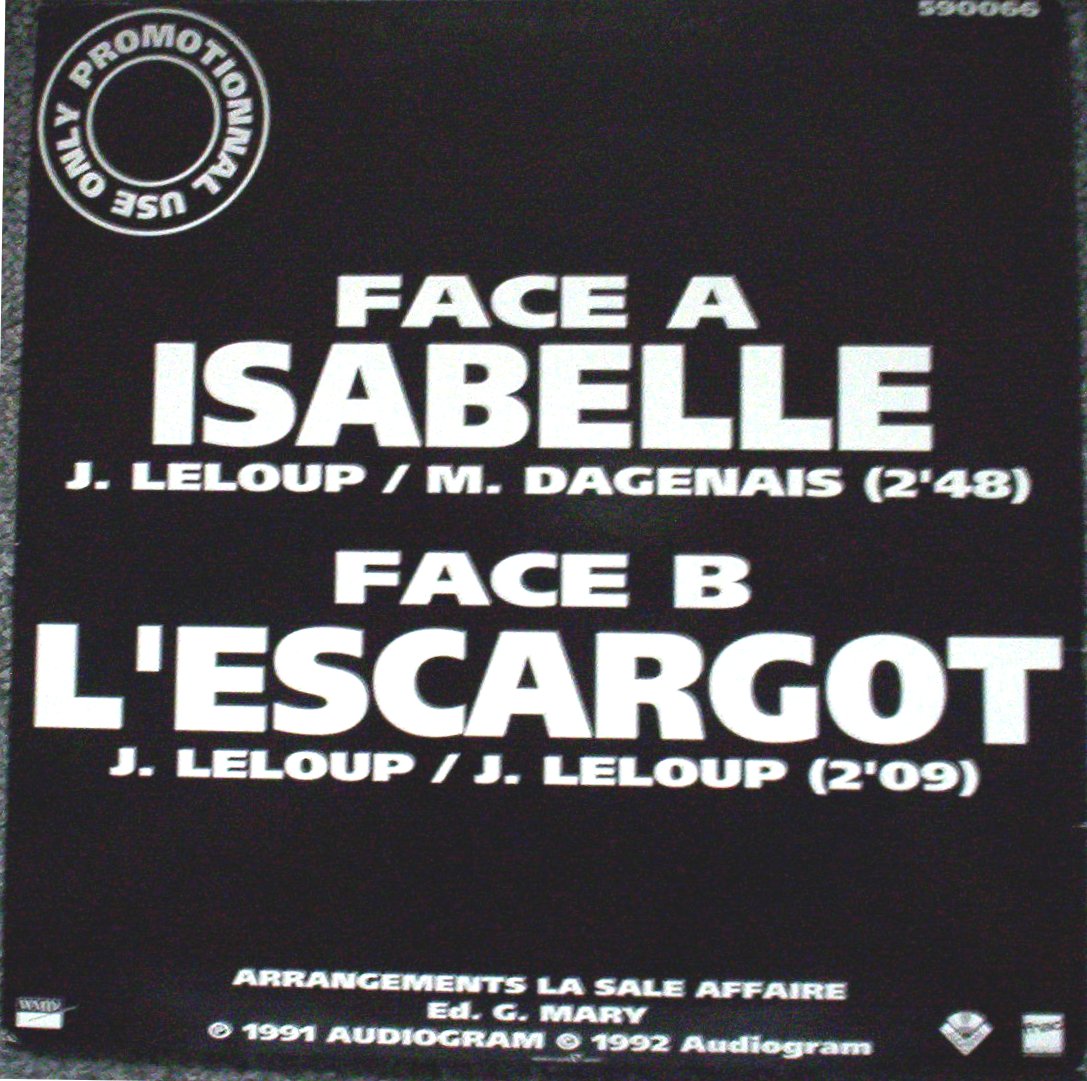 590066
PROMOTIONNAL USE ONLY
FACE A
ISABELLE
J. LELOUP / M. DAGENAIS (2'48)
FACE B
L'ESCARGOT
J. LELOUP / J. LELOUP (2'09)
ARRANGEMENTS LA SALE AFFAIRE
Ed. G. MARY
℗ 1991 AUDIOGRAM © 1992 Audiogram